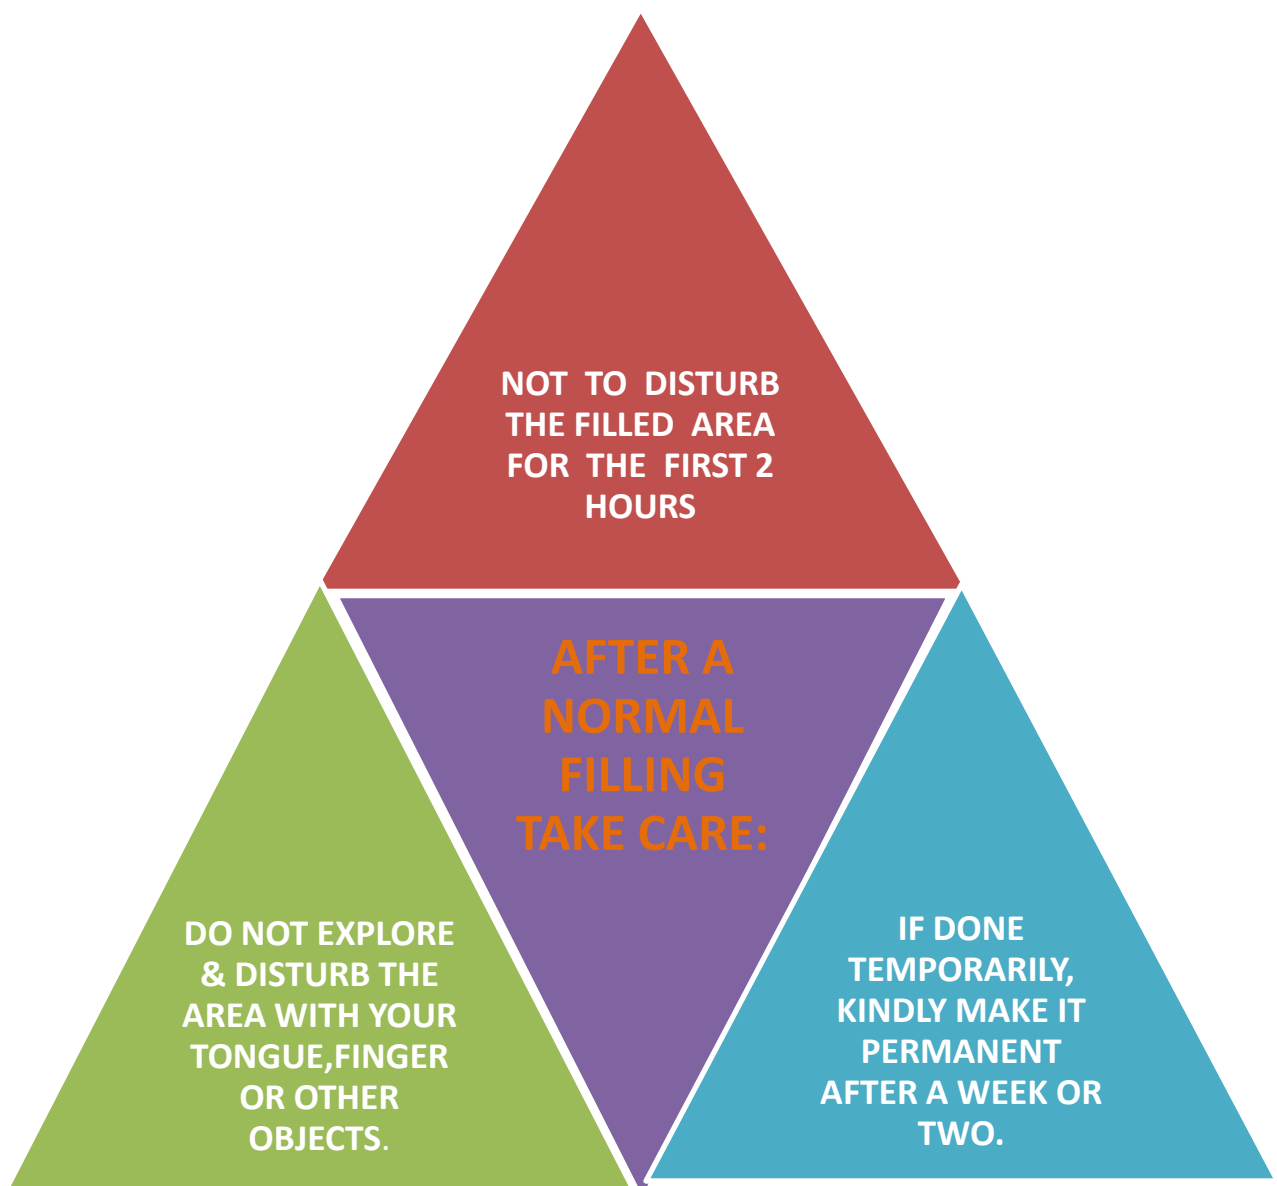 NOT TO DISTURB
THE FILLED AREA
FOR THE FIRST 2
HOURS
AFTER A
NORMAL
FILLING
TAKE CARE:
DO NOT EXPLORE
& DISTURB THE
AREA WITH YOUR
TONGUE,FINGER
OR OTHER
OBJECTS.
IF DONE
TEMPORARILY,
KINDLY MAKE IT
PERMANENT
AFTER A WEEK OR
TWO.